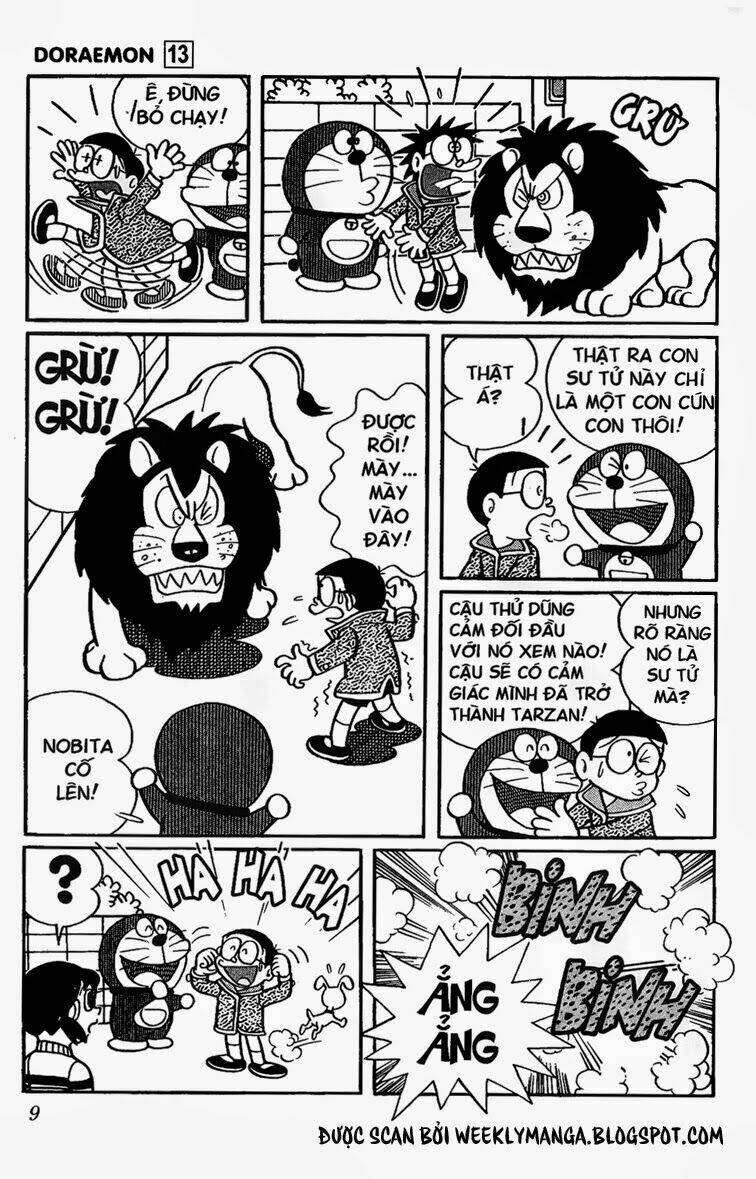 DORAEMON 13
Ê, ĐỪNG
BỎ CHẠY!
GRỪ
THẬT RA CON
SƯ TỬ NÀY CHỈ
LÀ MỘT CON CÚN
CON THÔI!
THẬT
Á?
GRỪ!
GRỪ!
ĐƯỢC
RỒI!
MÀY...
MÀY
VÀO
ĐÂY!
NOBITA
CỐ
LÊN!
NHƯNG
RÕ RÀNG
NÓ LÀ
SƯ TỬ
MÀ?
CẬU THỬ DŨNG
CẢM ĐỐI ĐẦU
VỚI NÓ XEM NÀO!
CẬU SẼ CÓ CẢM
GIÁC MÌNH ĐÃ TRỞ
THÀNH TARZAN!
?
HA HA HA
BINH
BINH
ẲNG
ẲNG
9
ĐƯỢC SCAN BỞI WEEKLYMANGA.BLOGSPOT.COM